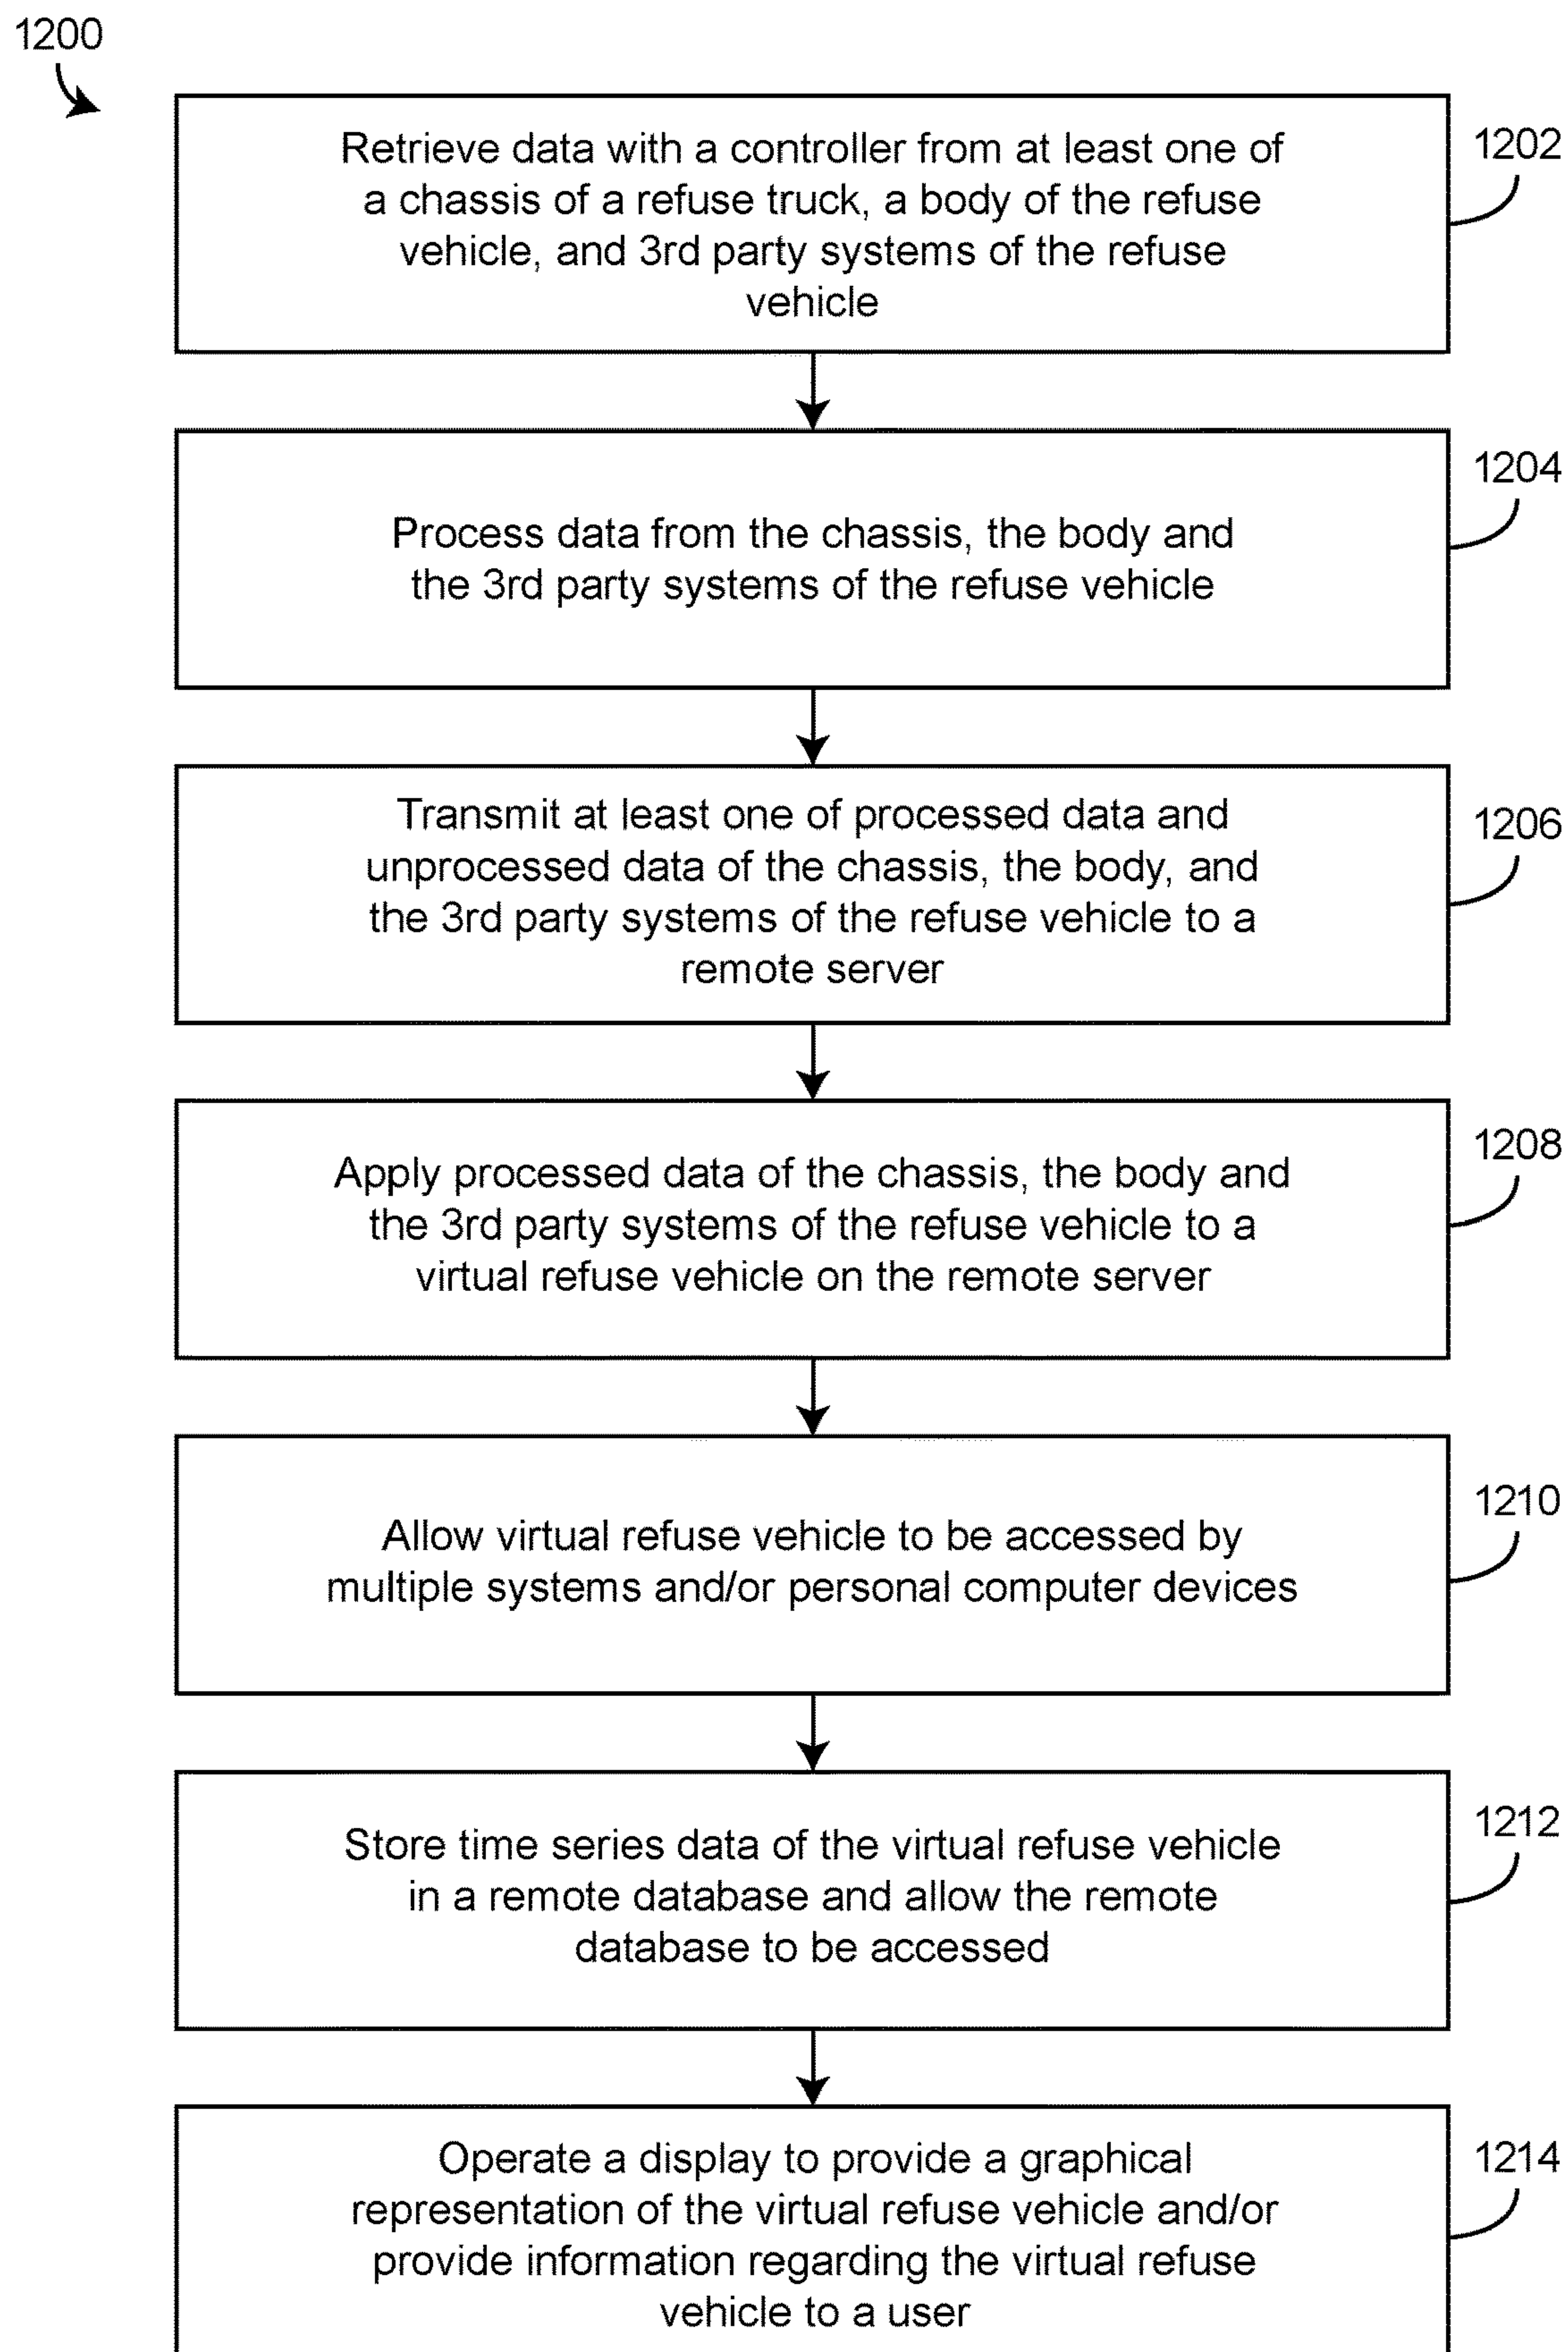 1200
Retrieve data with a controller from at least one of
a chassis of a refuse truck, a body of the refuse
vehicle, and 3rd party systems of the refuse
vehicle
1202
Process data from the chassis, the body and
the 3rd party systems of the refuse vehicle
1204
Transmit at least one of processed data and
unprocessed data of the chassis, the body, and
the 3rd party systems of the refuse vehicle to a
remote server
1206
Apply processed data of the chassis, the body and
the 3rd party systems of the refuse vehicle to a
virtual refuse vehicle on the remote server
1208
Allow virtual refuse vehicle to be accessed by
multiple systems and/or personal computer devices
1210
Store time series data of the virtual refuse vehicle
in a remote database and allow the remote
database to be accessed
1212
Operate a display to provide a graphical
representation of the virtual refuse vehicle and/or
provide information regarding the virtual refuse
vehicle to a user
1214